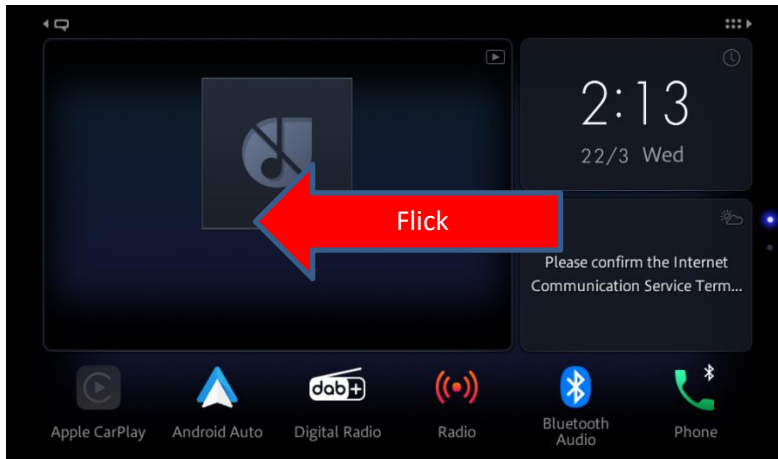 2:13
22/3 Wed
Flick
Please confirm the Internet
Communication Service Term...
dab+
Apple CarPlay
Android Auto
Digital Radio
Radio
Bluetooth
Audio
Phone